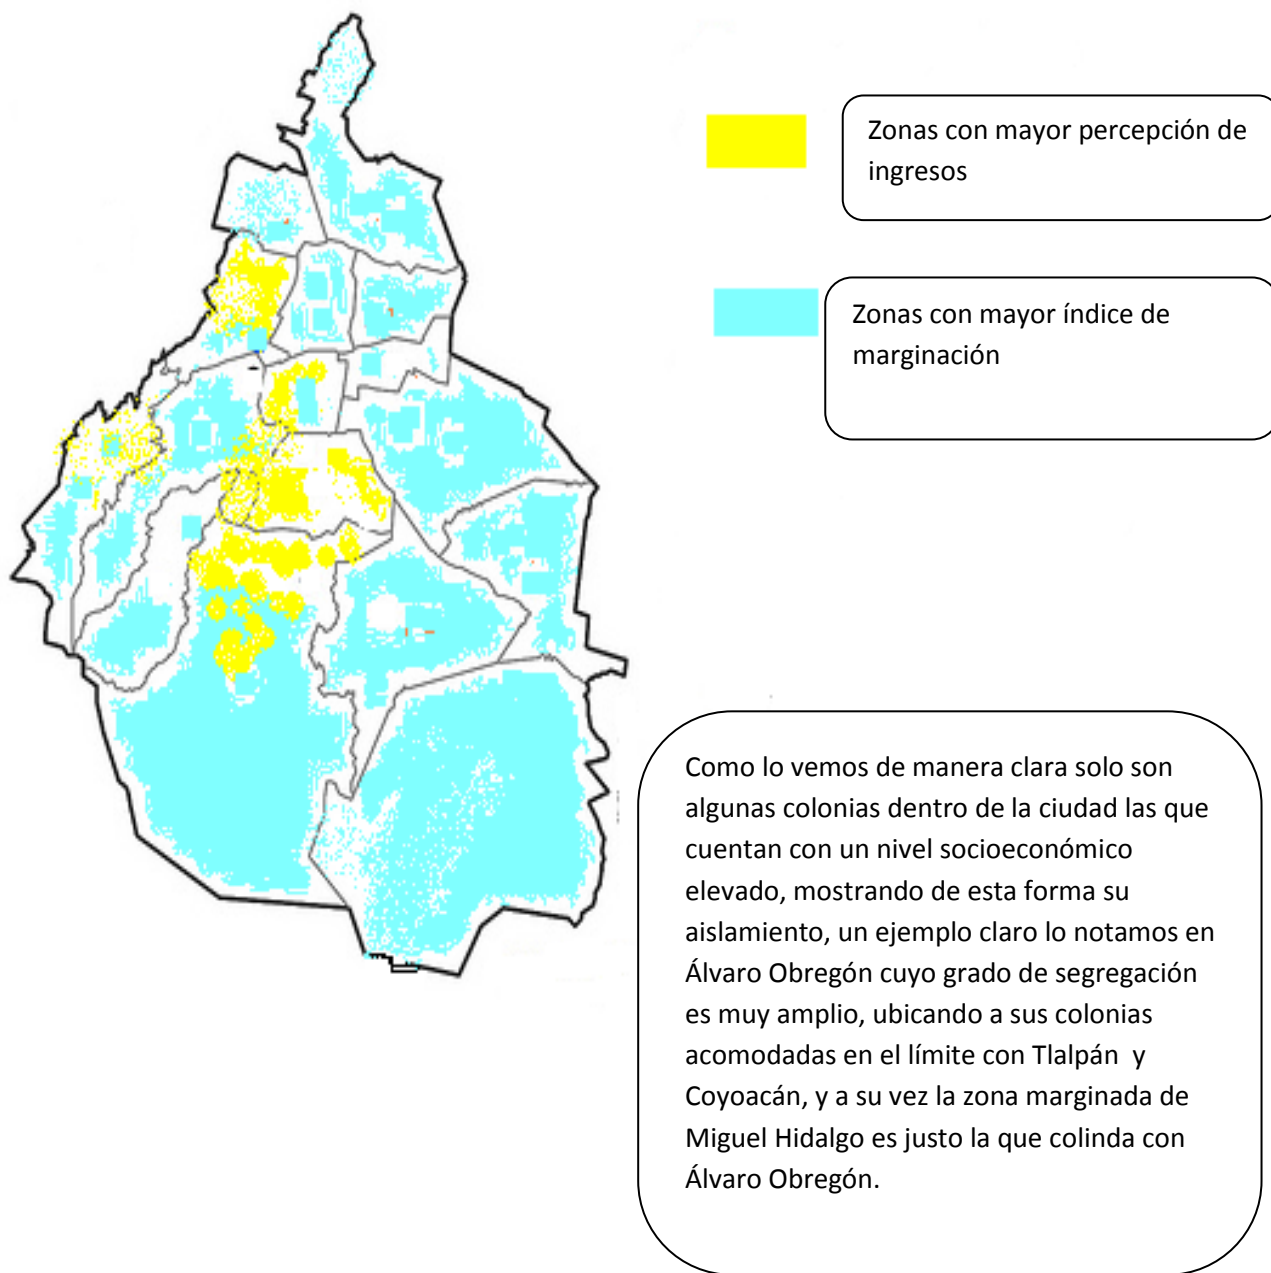 Zonas con mayor percepción de
ingresos
Zonas con mayor índice de
marginación
Como lo vemos de manera clara solo son
algunas colonias dentro de la ciudad las que
cuentan con un nivel socioeconómico
elevado, mostrando de esta forma su
aislamiento, un ejemplo claro lo notamos en
Álvaro Obregón cuyo grado de segregación
es muy amplio, ubicando a sus colonias
acomodadas en el límite con Tlalpán  y
Coyoacán, y a su vez la zona marginada de
Miguel Hidalgo es justo la que colinda con
Álvaro Obregón.